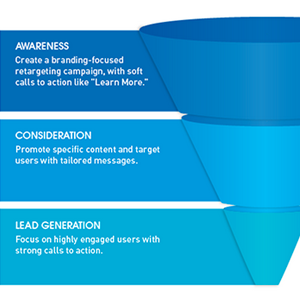 AWARENESS
Create a branding-focused
retargeting campaign, with soft
calls to action like “Learn More.”
CONSIDERATION
Promote specific content and target
users with tailored messages.
LEAD GENERATION
Focus on highly engaged users with
strong calls to action.